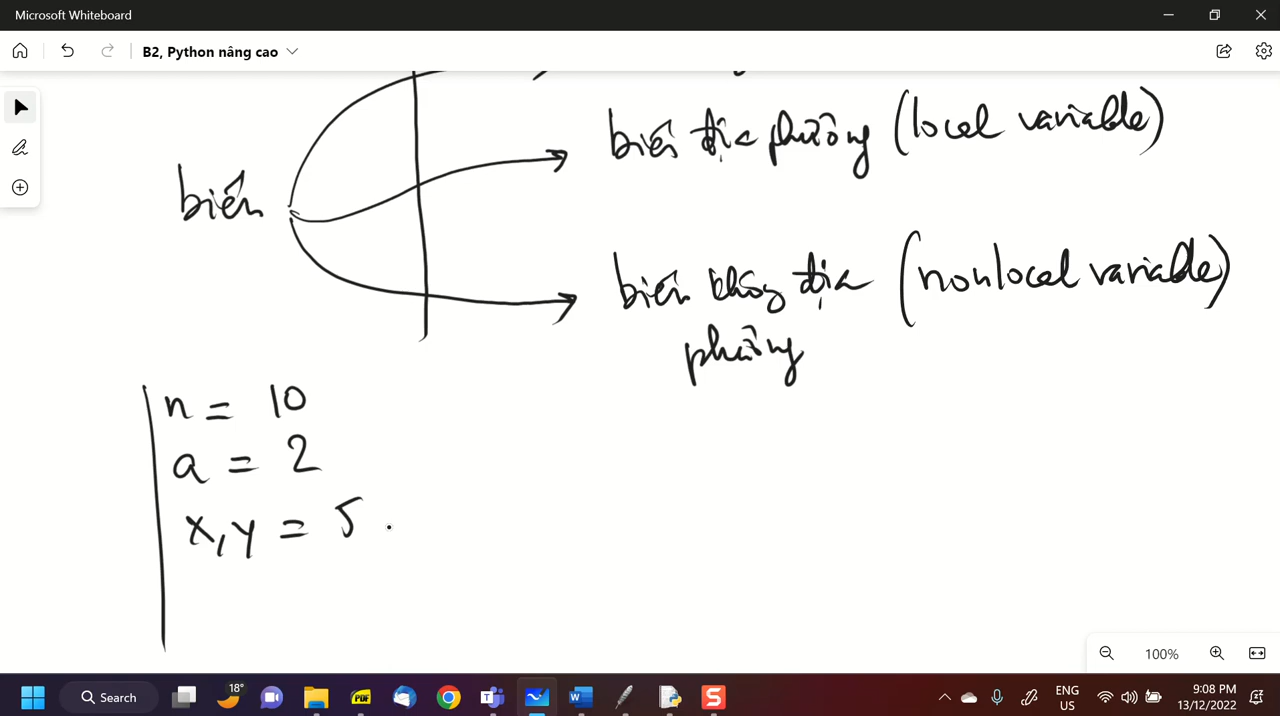 Microsoft Whiteboard
B2, Python nâng cao
biến địa phương (local variable)
biến
biến không địa (nonlocal variable)
phương
n = 10
a = 2
x, y = 5
100%
18°
Search
PDF
ENG
US
9:08 PM
13/12/2022